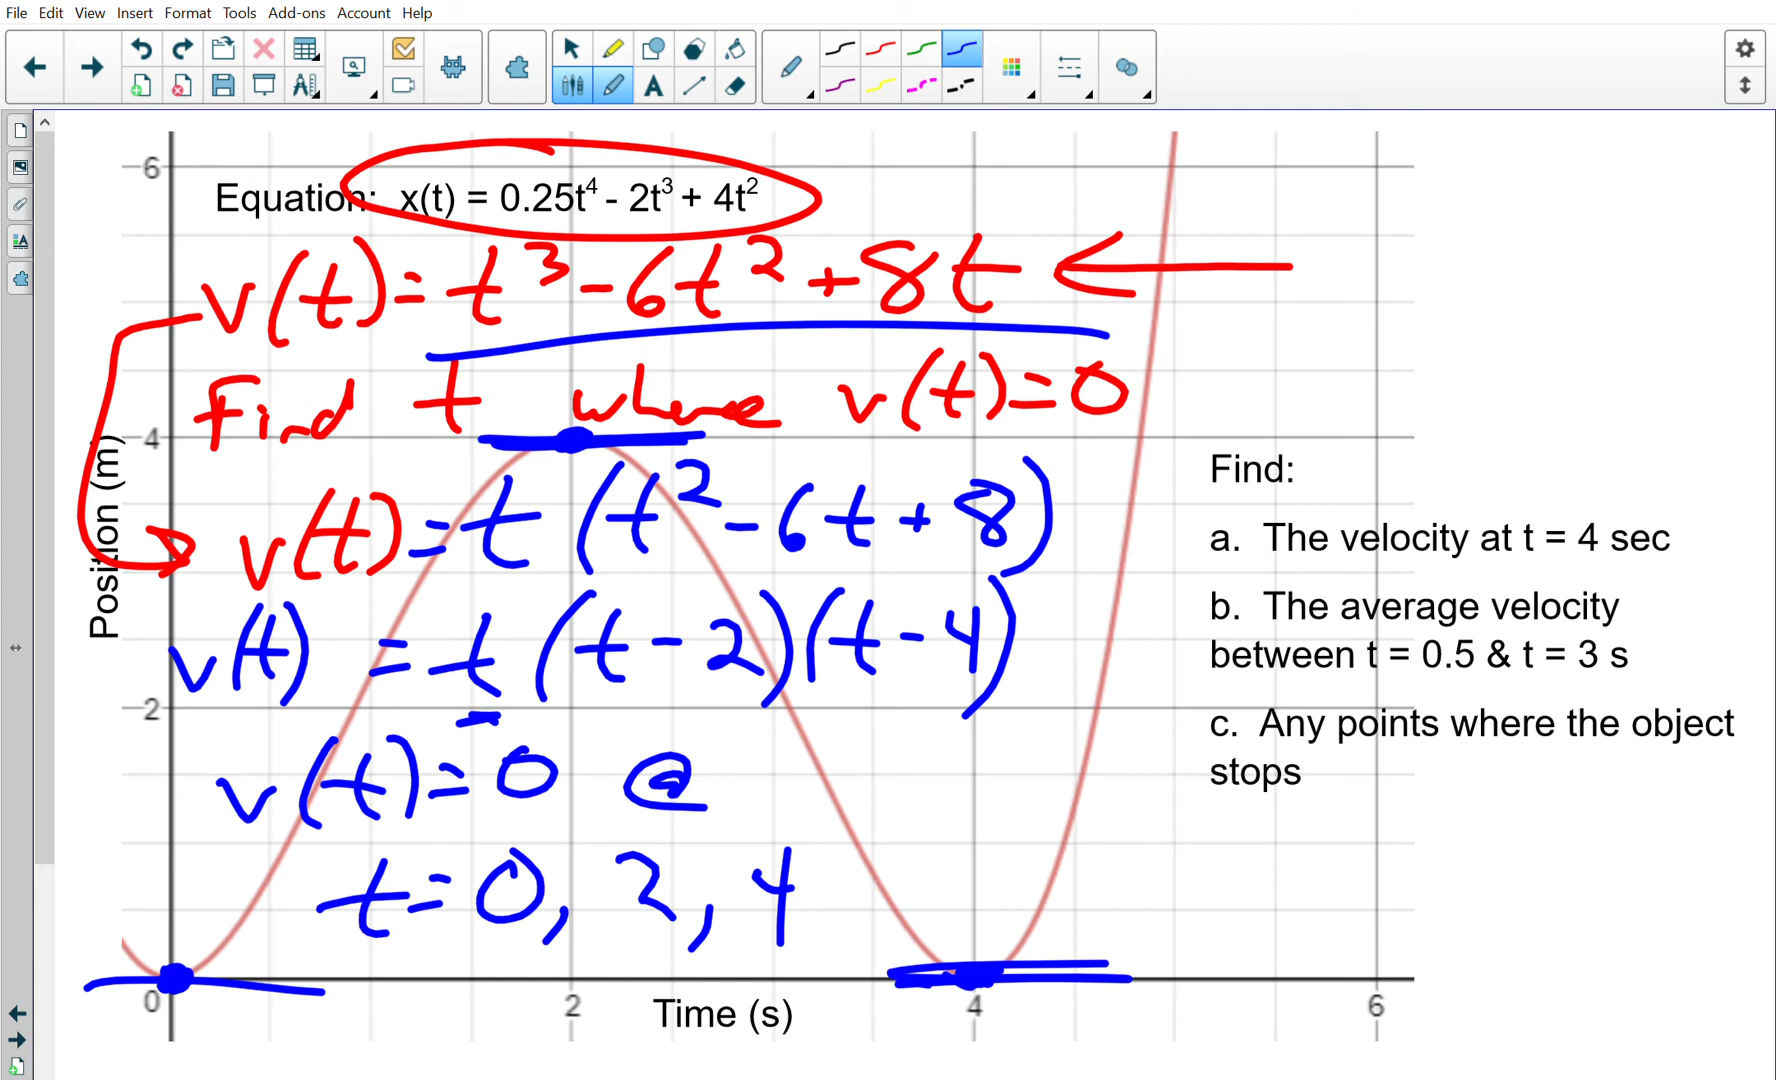 File Edit View Insert Format Tools Add-ons Account Help
6
Equation: x(t) = 0.25t⁴ - 2t³ + 4t²
v(t) = t³ - 6t² + 8t
Find t where v(t) = 0
4
v(t) = t (t² - 6t + 8)
v(t) = t (t - 2)(t - 4)
2
v(t) = 0 @
t = 0, 2, 4
0 2 4 6
Time (s)
Position (m)
Find:
a. The velocity at t = 4 sec
b. The average velocity
between t = 0.5 & t = 3 s
c. Any points where the object
stops